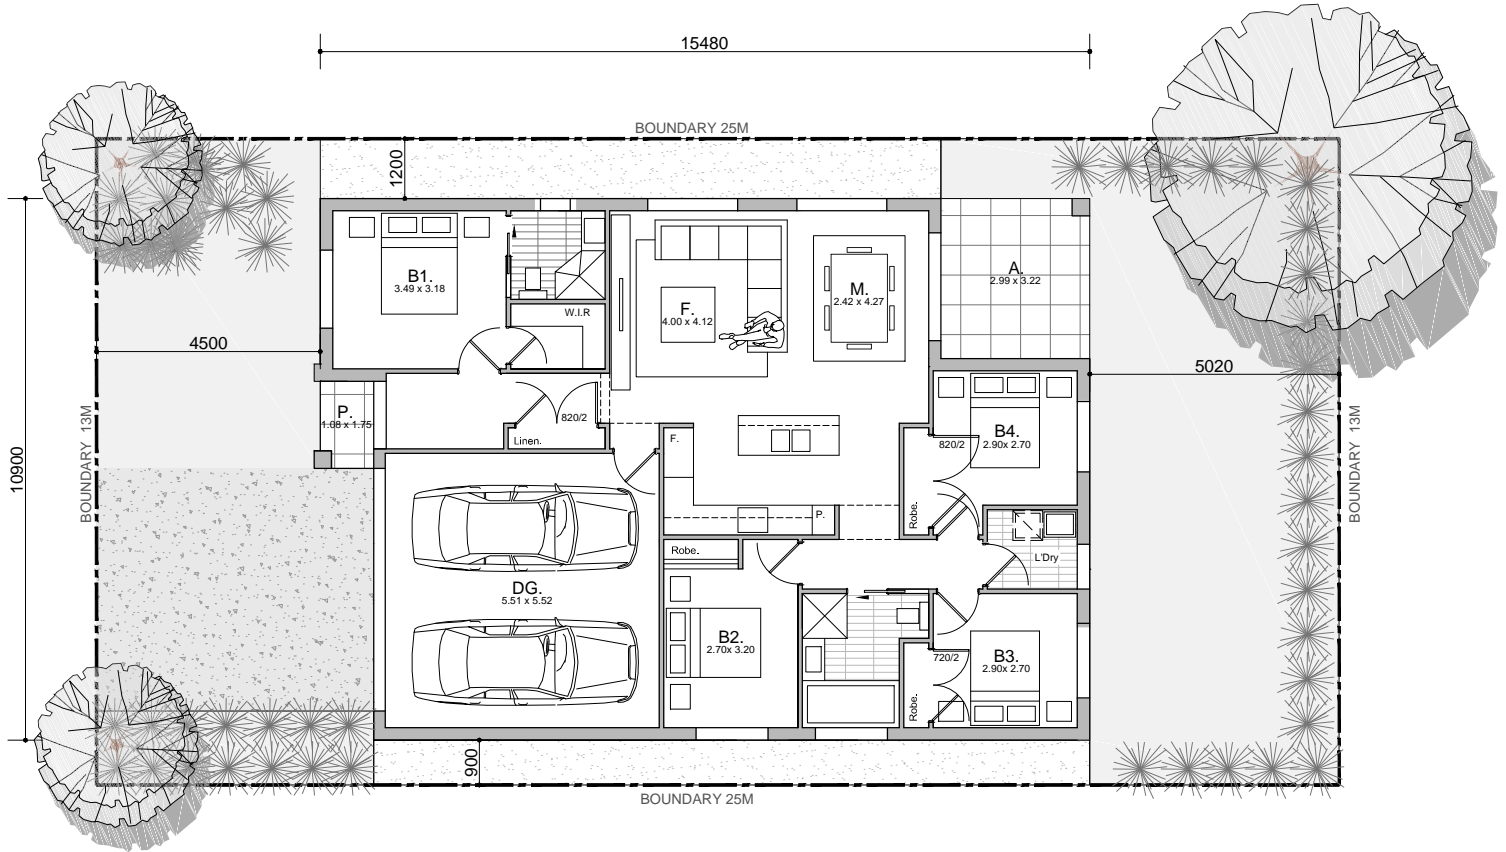 15480
BOUNDARY 25M
1200
B1.
3.49 x 3.18
W.I.R
F.
4.00 x 4.12
M.
2.42 x 4.27
A.
2.99 x 3.22
4500
5020
P.
1.08 x 1.75
820/2
Linen.
F.
B4.
2.90x 2.70
820/2
BOUNDARY 13M
BOUNDARY 13M
10900
Robe.
P.
L'Dry
Robe.
DG.
5.51 x 5.52
B2.
2.70x 3.20
720/2
B3.
2.90x 2.70
Robe.
900
BOUNDARY 25M